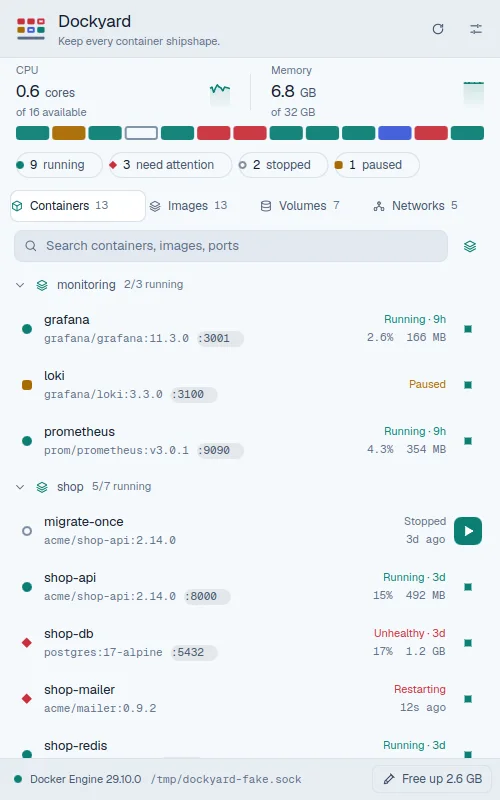 Dockyard
Keep every container shipshape.
CPU
0.6 cores
of 16 available
Memory
6.8 GB
of 32 GB
9 running
3 need attention
2 stopped
1 paused
Containers 13
Images 13
Volumes 7
Networks 5
Search containers, images, ports
monitoring 2/3 running
grafana
Running · 9h
grafana/grafana:11.3.0 :3001
2.6% 166 MB
loki
Paused
grafana/loki:3.3.0 :3100
prometheus
Running · 9h
prom/prometheus:v3.0.1 :9090
4.3% 354 MB
shop 5/7 running
migrate-once
Stopped
acme/shop-api:2.14.0
3d ago
shop-api
Running · 3d
acme/shop-api:2.14.0 :8000
15% 492 MB
shop-db
Unhealthy · 3d
postgres:17-alpine :5432
17% 1.2 GB
shop-mailer
Restarting
acme/mailer:0.9.2
12s ago
shop-redis
Running · 3d
Docker Engine 29.10.0 /tmp/dockyard-fake.sock
Free up 2.6 GB